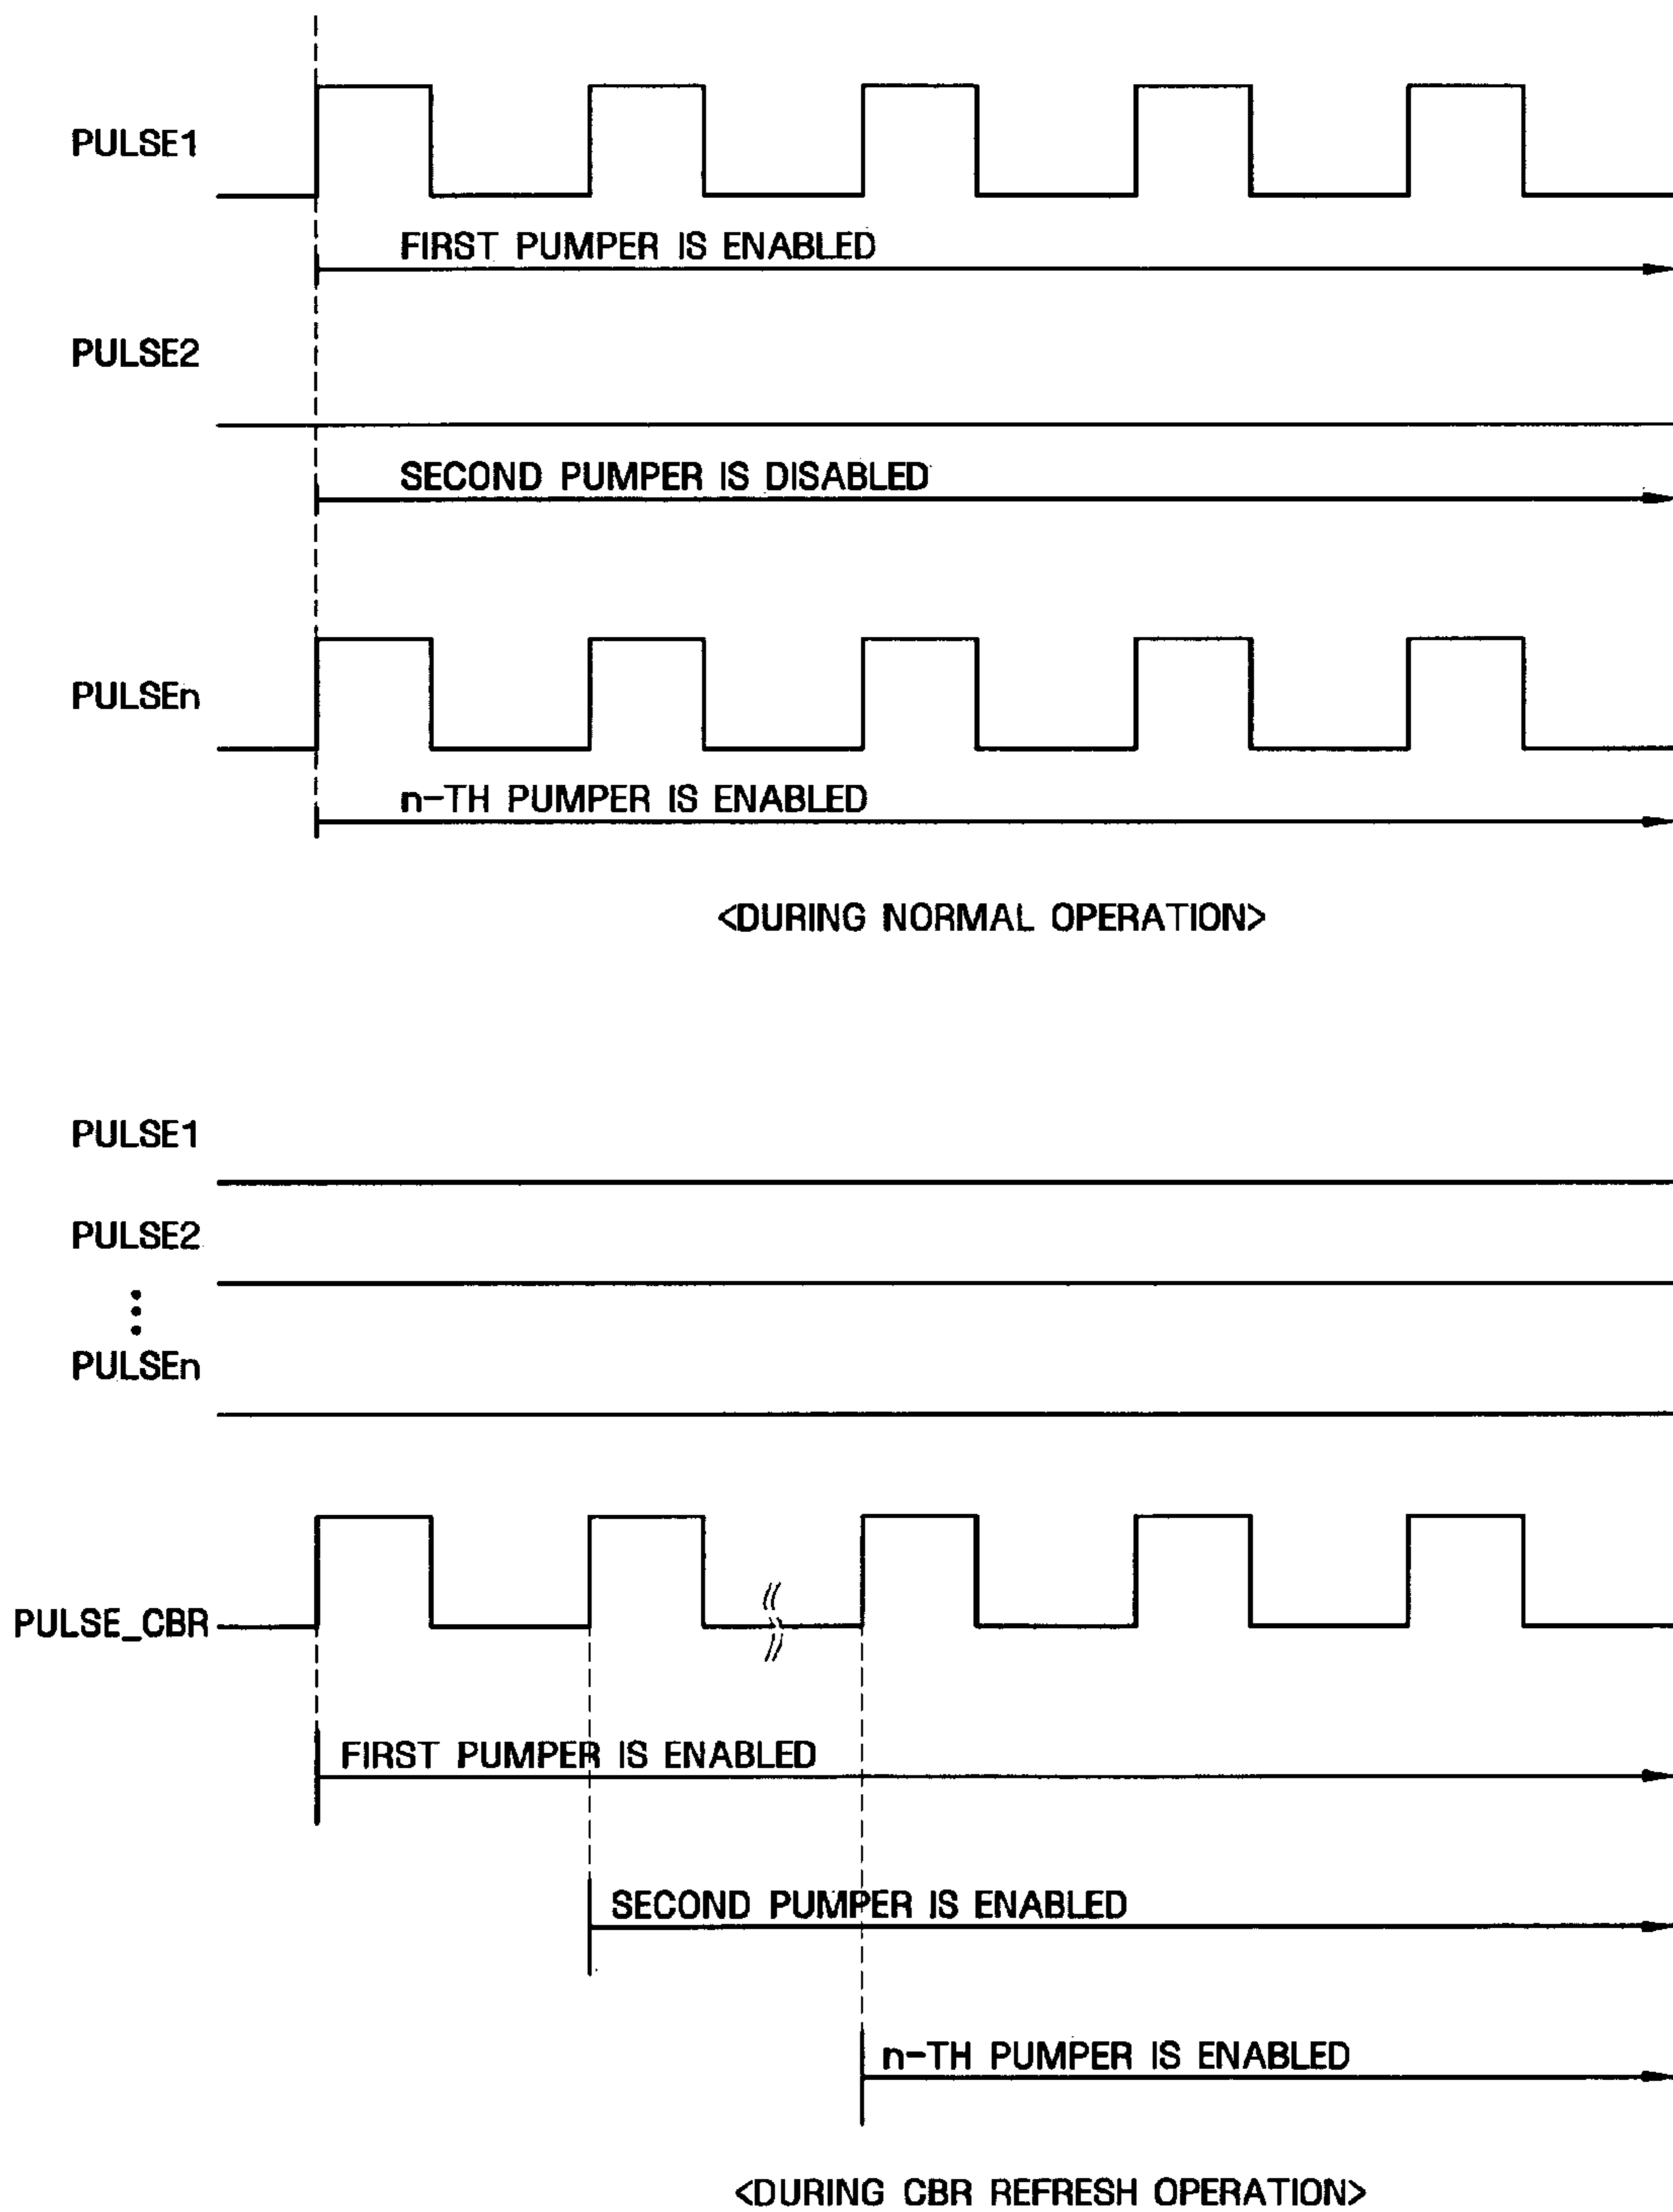 PULSE1
FIRST PUMPER IS ENABLED
PULSE2
SECOND PUMPER IS DISABLED
PULSEn
n-TH PUMPER IS ENABLED
<DURING NORMAL OPERATION>
PULSE1
PULSE2
PULSEn
PULSE_CBR
FIRST PUMPER IS ENABLED
SECOND PUMPER IS ENABLED
n-TH PUMPER IS ENABLED
<DURING CBR REFRESH OPERATION>